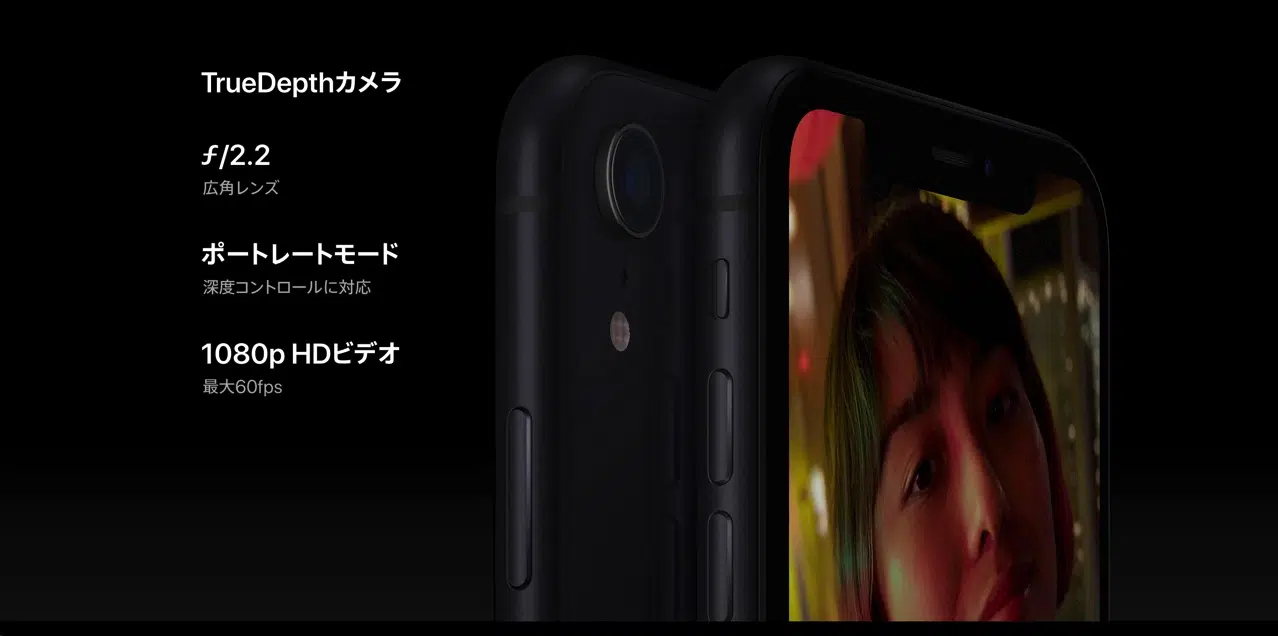 TrueDepthカメラ
ƒ/2.2
広角レンズ
ポートレートモード
深度コントロールに対応
1080p HDビデオ
最大60fps